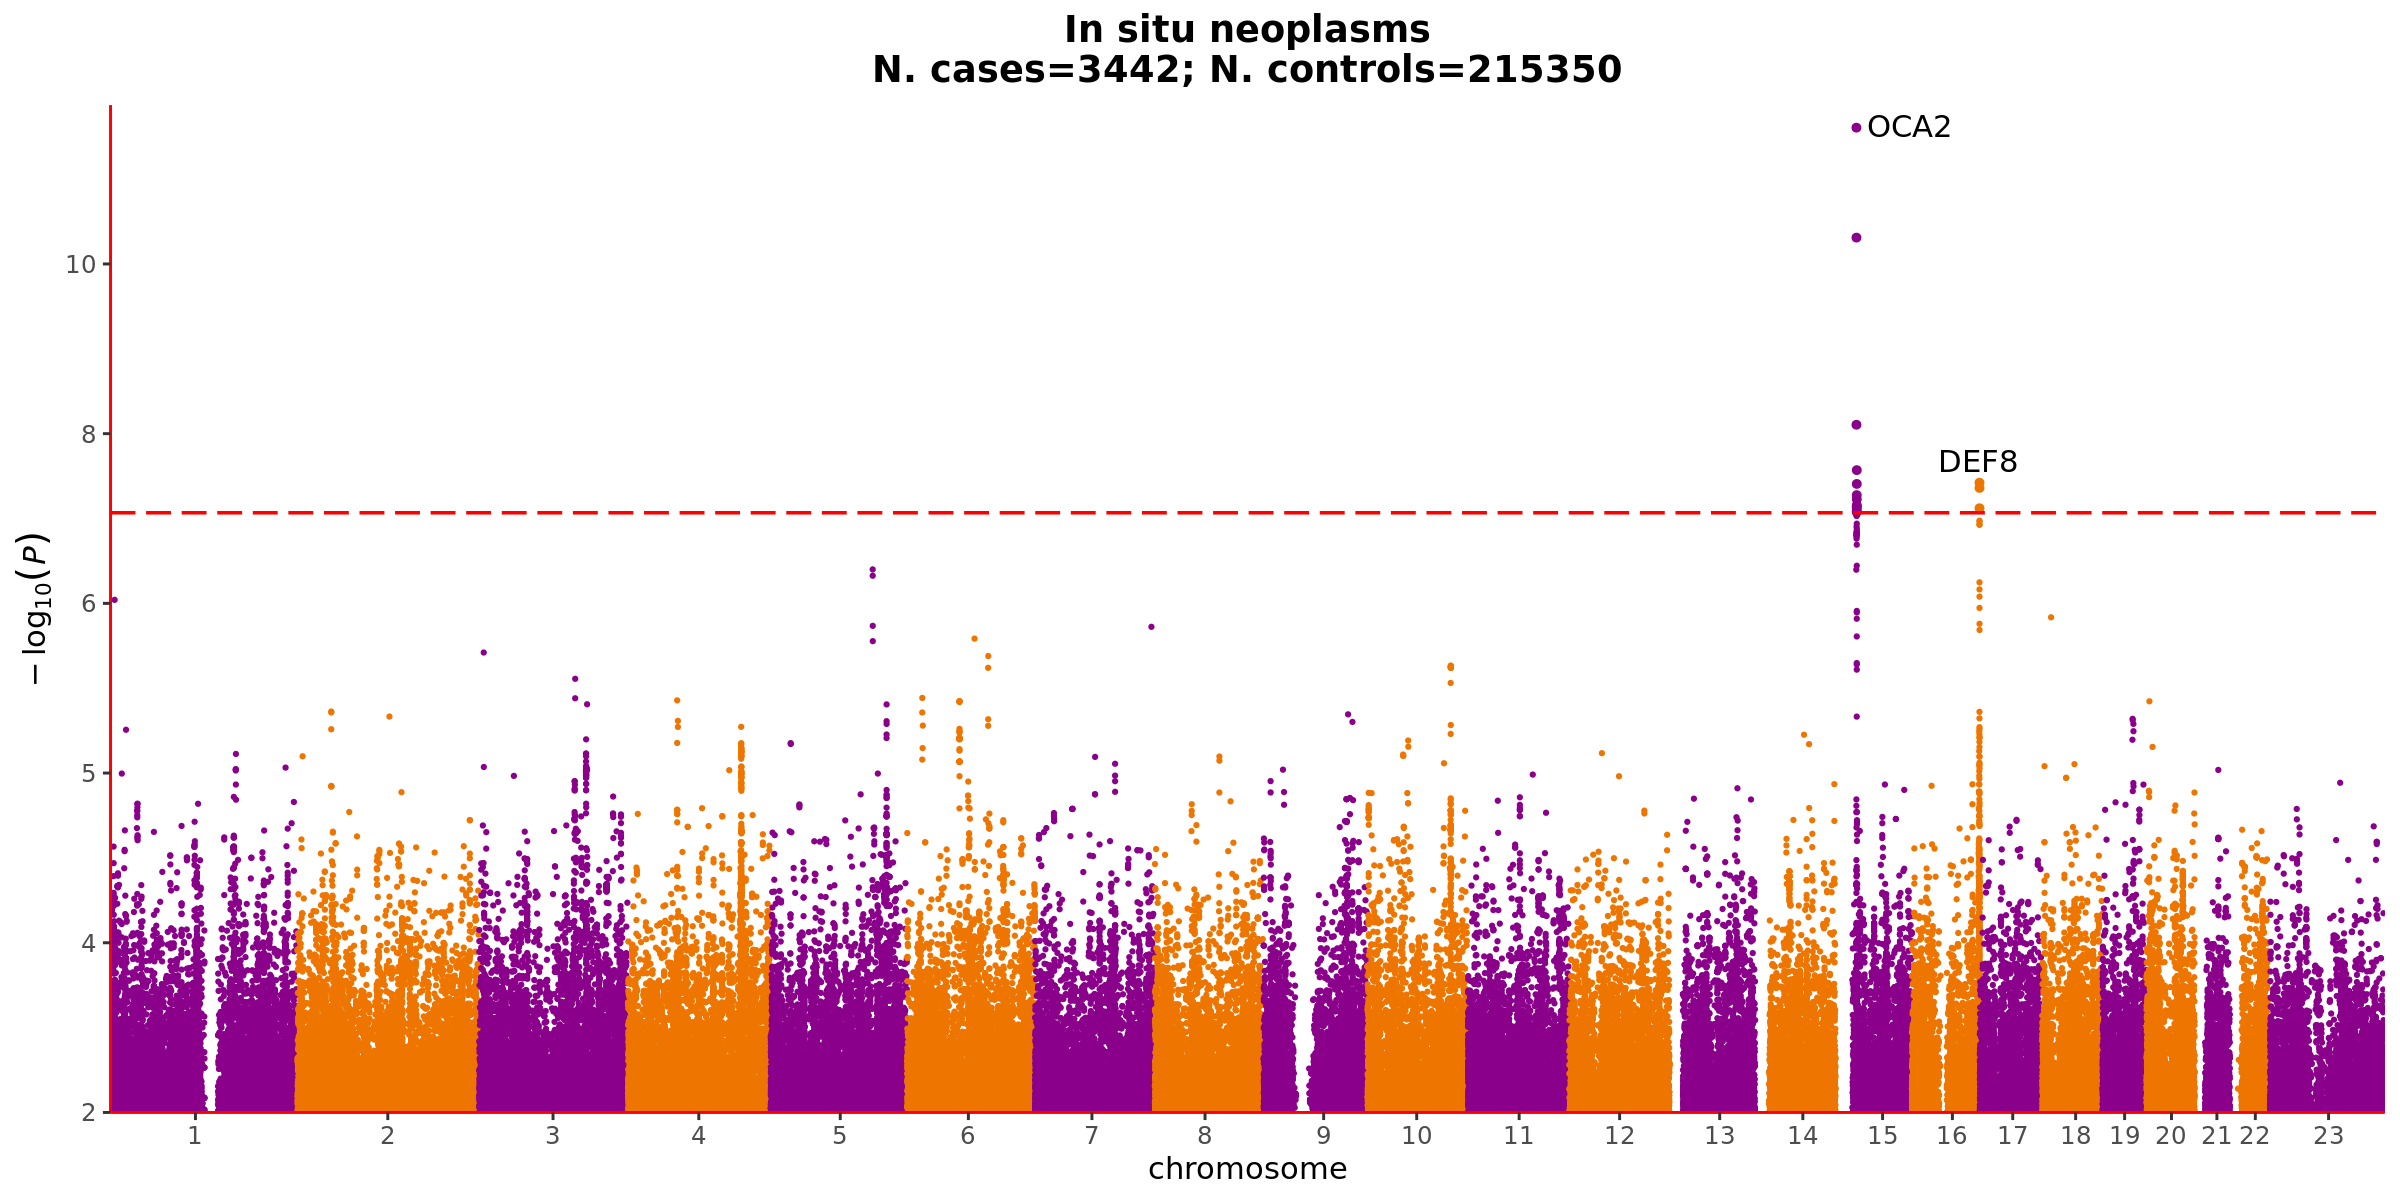 In situ neoplasms
N. cases=3442; N. controls=215350
OCA2
10
8
DEF8
6
5
4
2
−log10(P)
1 2 3 4 5 6 7 8 9 10 11 12 13 14 15 16 17 18 19 20 21 22 23
chromosome